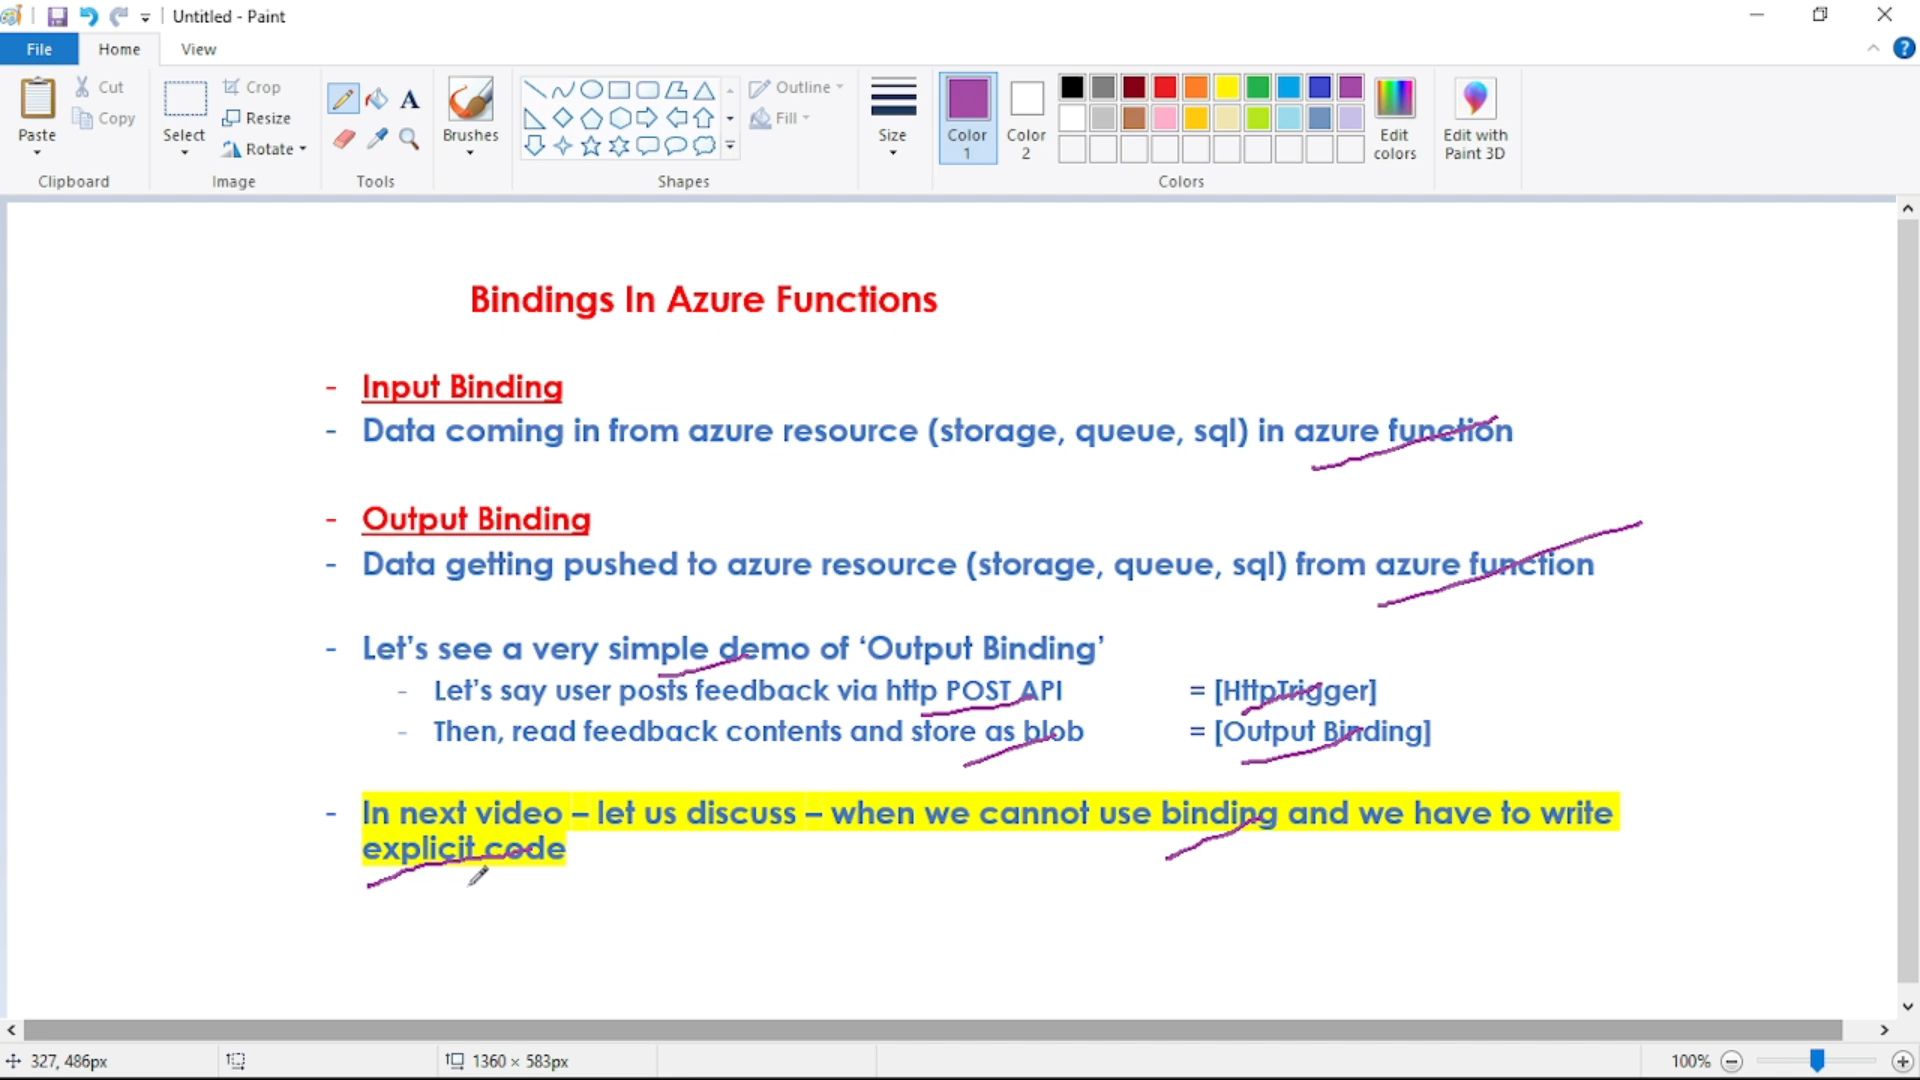 Untitled - Paint
File Home View
Paste
Cut
Copy
Clipboard
Select
Crop
Resize
Rotate
Image
A
Tools
Brushes
Outline
Fill
Shapes
Size
Color 1
Color 2
Edit colors
Edit with Paint 3D
Colors
Bindings In Azure Functions
- Input Binding
- Data coming in from azure resource (storage, queue, sql) in azure function
- Output Binding
- Data getting pushed to azure resource (storage, queue, sql) from azure function
- Let's see a very simple demo of ‘Output Binding’
- Let's say user posts feedback via http POST API = [HttpTrigger]
- Then, read feedback contents and store as blob = [Output Binding]
- In next video – let us discuss – when we cannot use binding and we have to write
explicit code
327, 486px 1360 × 583px 100%